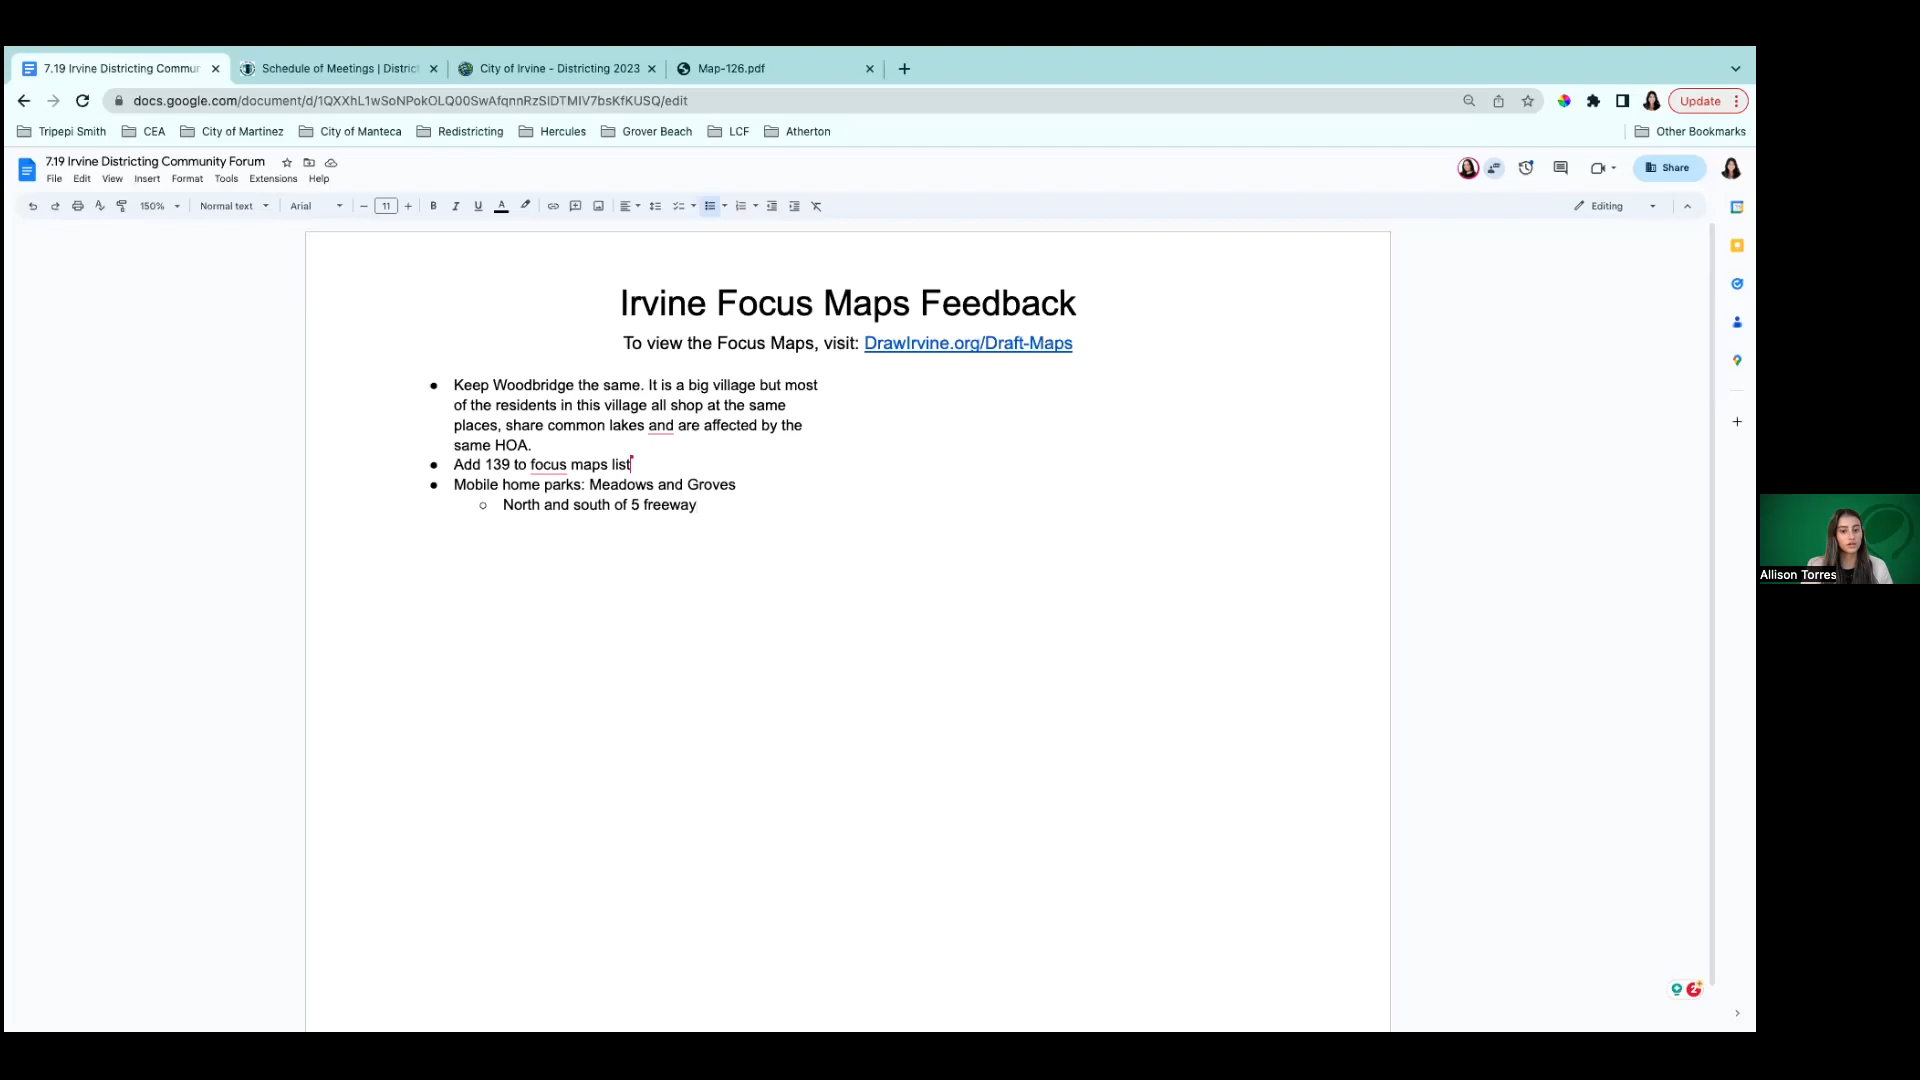 7.19 Irvine Districting Commun
Schedule of Meetings | District
City of Irvine - Districting 2023
Map-126.pdf
docs.google.com/document/d/1QXXhL1wSoNPokOLQ00SwAfqnnRzSIDTMIV7bsKfKUSQ/edit
Update
Tripepi Smith
CEA
City of Martinez
City of Manteca
Redistricting
Hercules
Grover Beach
LCF
Atherton
Other Bookmarks
7.19 Irvine Districting Community Forum
File Edit View Insert Format Tools Extensions Help
Share
150% Normal text Arial 11 B I U A
Editing
Irvine Focus Maps Feedback
To view the Focus Maps, visit: DrawIrvine.org/Draft-Maps
● Keep Woodbridge the same. It is a big village but most
of the residents in this village all shop at the same
places, share common lakes and are affected by the
same HOA.
● Add 139 to focus maps list
● Mobile home parks: Meadows and Groves
○ North and south of 5 freeway
Allison Torres
2